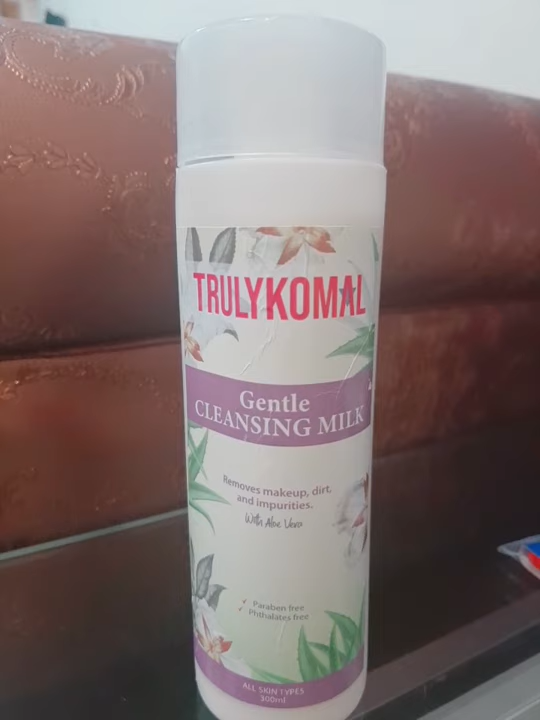 TRULYKOMAL
Gentle
CLEANSING MILK
Removes makeup, dirt,
and impurities.
With Aloe Vera
✓ Paraben free
Phthalates free
ALL SKIN TYPES
300ml